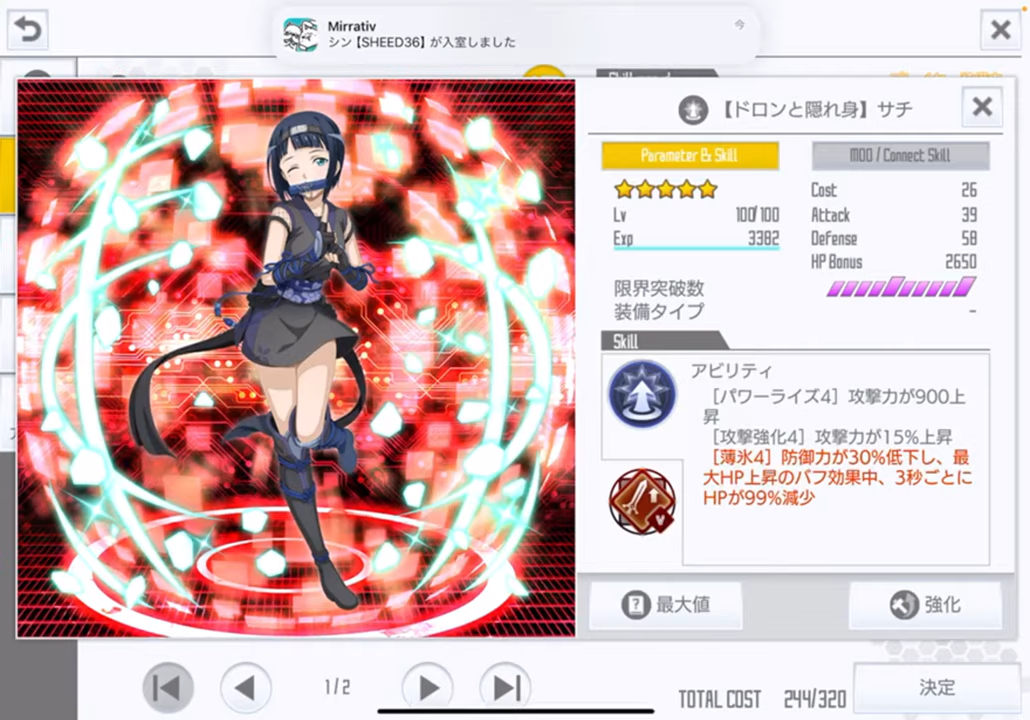 Mirrativ
今
シン【SHEED36】が入室しました
【ドロンと隠れ身】サチ
Parameter & Skill
MOD / Connect Skill
Lv 100/100
Exp 3382
Cost 26
Attack 39
Defense 58
HP Bonus 2650
限界突破数
装備タイプ -
Skill
アビリティ
［パワーライズ4］攻撃力が900上
昇
［攻撃強化4］攻撃力が15%上昇
［薄氷4］防御力が30%低下し、最
大HP上昇のバフ効果中、3秒ごとに
HPが99%減少
最大値
強化
1/2
TOTAL COST 244/320
決定